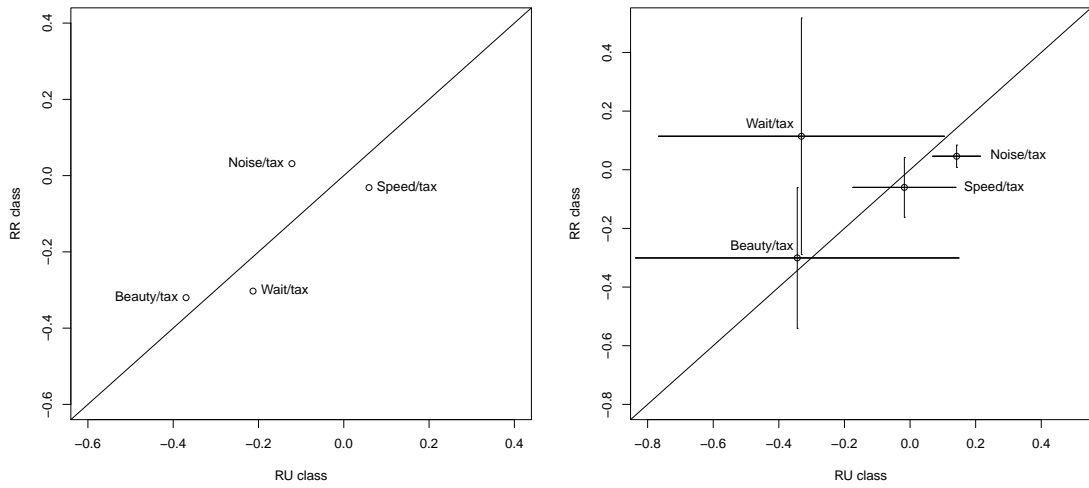 0.4
0.2
0.0
−0.2
−0.4
−0.6
RR class
Noise/tax
Speed/tax
Wait/tax
Beauty/tax
−0.6 −0.4 −0.2 0.0 0.2 0.4
RU class
0.4
0.2
0.0
−0.2
−0.4
−0.6
−0.8
RR class
Wait/tax
Noise/tax
Speed/tax
Beauty/tax
−0.8 −0.6 −0.4 −0.2 0.0 0.2 0.4
RU class